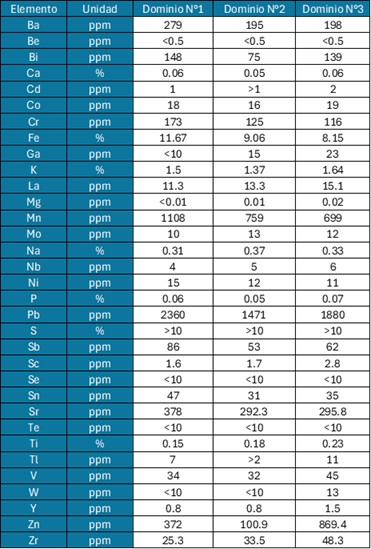 Elemento Unidad Dominio N°1 Dominio N°2 Dominio N°3
Ba ppm 279 195 198
Be ppm <0.5 <0.5 <0.5
Bi ppm 148 75 139
Ca % 0.06 0.05 0.06
Cd ppm 1 >1 2
Co ppm 18 16 19
Cr ppm 173 125 116
Fe % 11.67 9.06 8.15
Ga ppm <10 15 23
K % 1.5 1.37 1.64
La ppm 11.3 13.3 15.1
Mg ppm <0.01 0.01 0.02
Mn ppm 1108 759 699
Mo ppm 10 13 12
Na % 0.31 0.37 0.33
Nb ppm 4 5 6
Ni ppm 15 12 11
P % 0.06 0.05 0.07
Pb ppm 2360 1471 1880
S % >10 >10 >10
Sb ppm 86 53 62
Sc ppm 1.6 1.7 2.8
Se ppm <10 <10 <10
Sn ppm 47 31 35
Sr ppm 378 292.3 295.8
Te ppm <10 <10 <10
Ti % 0.15 0.18 0.23
Tl ppm 7 >2 11
V ppm 34 32 45
W ppm <10 <10 13
Y ppm 0.8 0.8 1.5
Zn ppm 372 100.9 869.4
Zr ppm 25.3 33.5 48.3